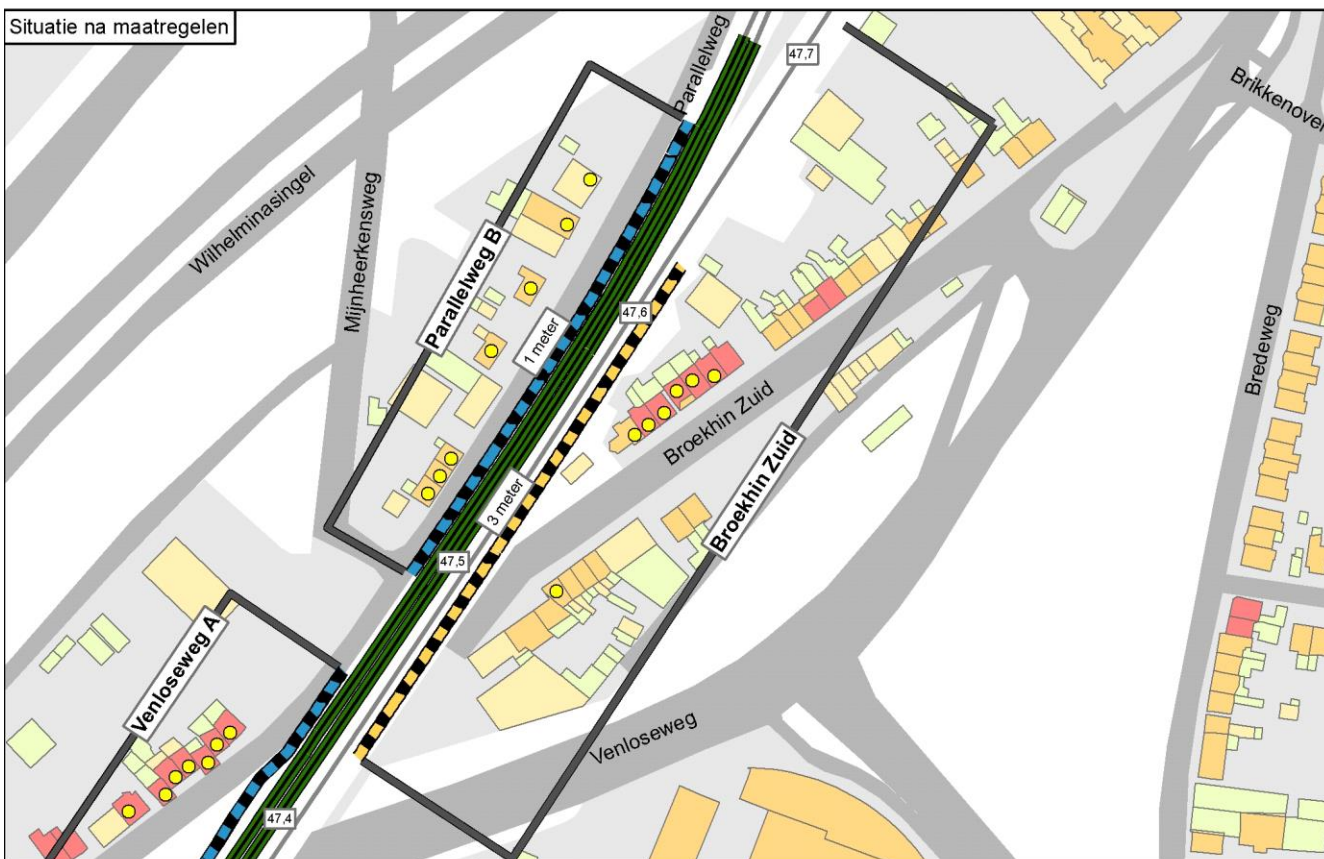 Situatie na maatregelen
Parallelweg
47,7
Brikkenoven
Wilhelminasingel
Mijnheerkensweg
Parallelweg B
1 meter
47,6
Bredeweg
Broekhin Zuid
3 meter
Broekhin Zuid
47,5
Venloseweg A
Venloseweg
47,4